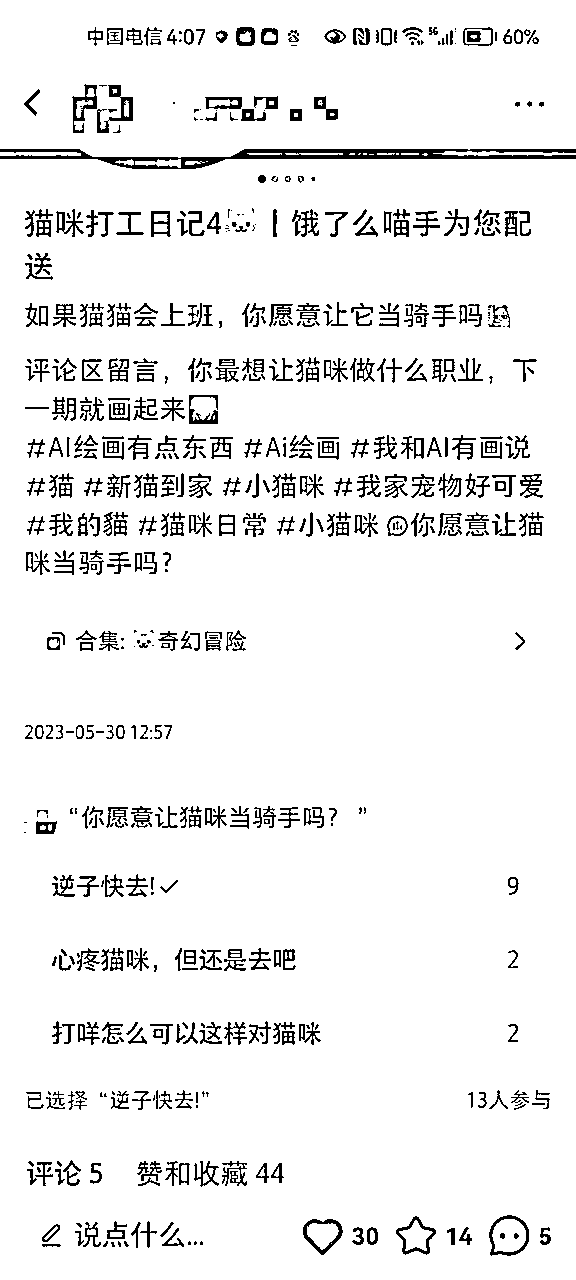 中国电信 4:07 5G 60%
猫咪打工日记4 | 饿了么喵手为您配
送
如果猫猫会上班，你愿意让它当骑手吗
评论区留言，你最想让猫咪做什么职业，下
一期就画起来
#AI绘画有点东西 #Ai绘画 #我和AI有画说
#猫 #新猫到家 #小猫咪 #我家宠物好可爱
#我的貓 #猫咪日常 #小猫咪 你愿意让猫
咪当骑手吗？
合集: 奇幻冒险
2023-05-30 12:57
“你愿意让猫咪当骑手吗？ ”
逆子快去! 9
心疼猫咪，但还是去吧 2
打咩怎么可以这样对猫咪 2
已选择“逆子快去!” 13人参与
评论 5 赞和收藏 44
说点什么... 30 14 5